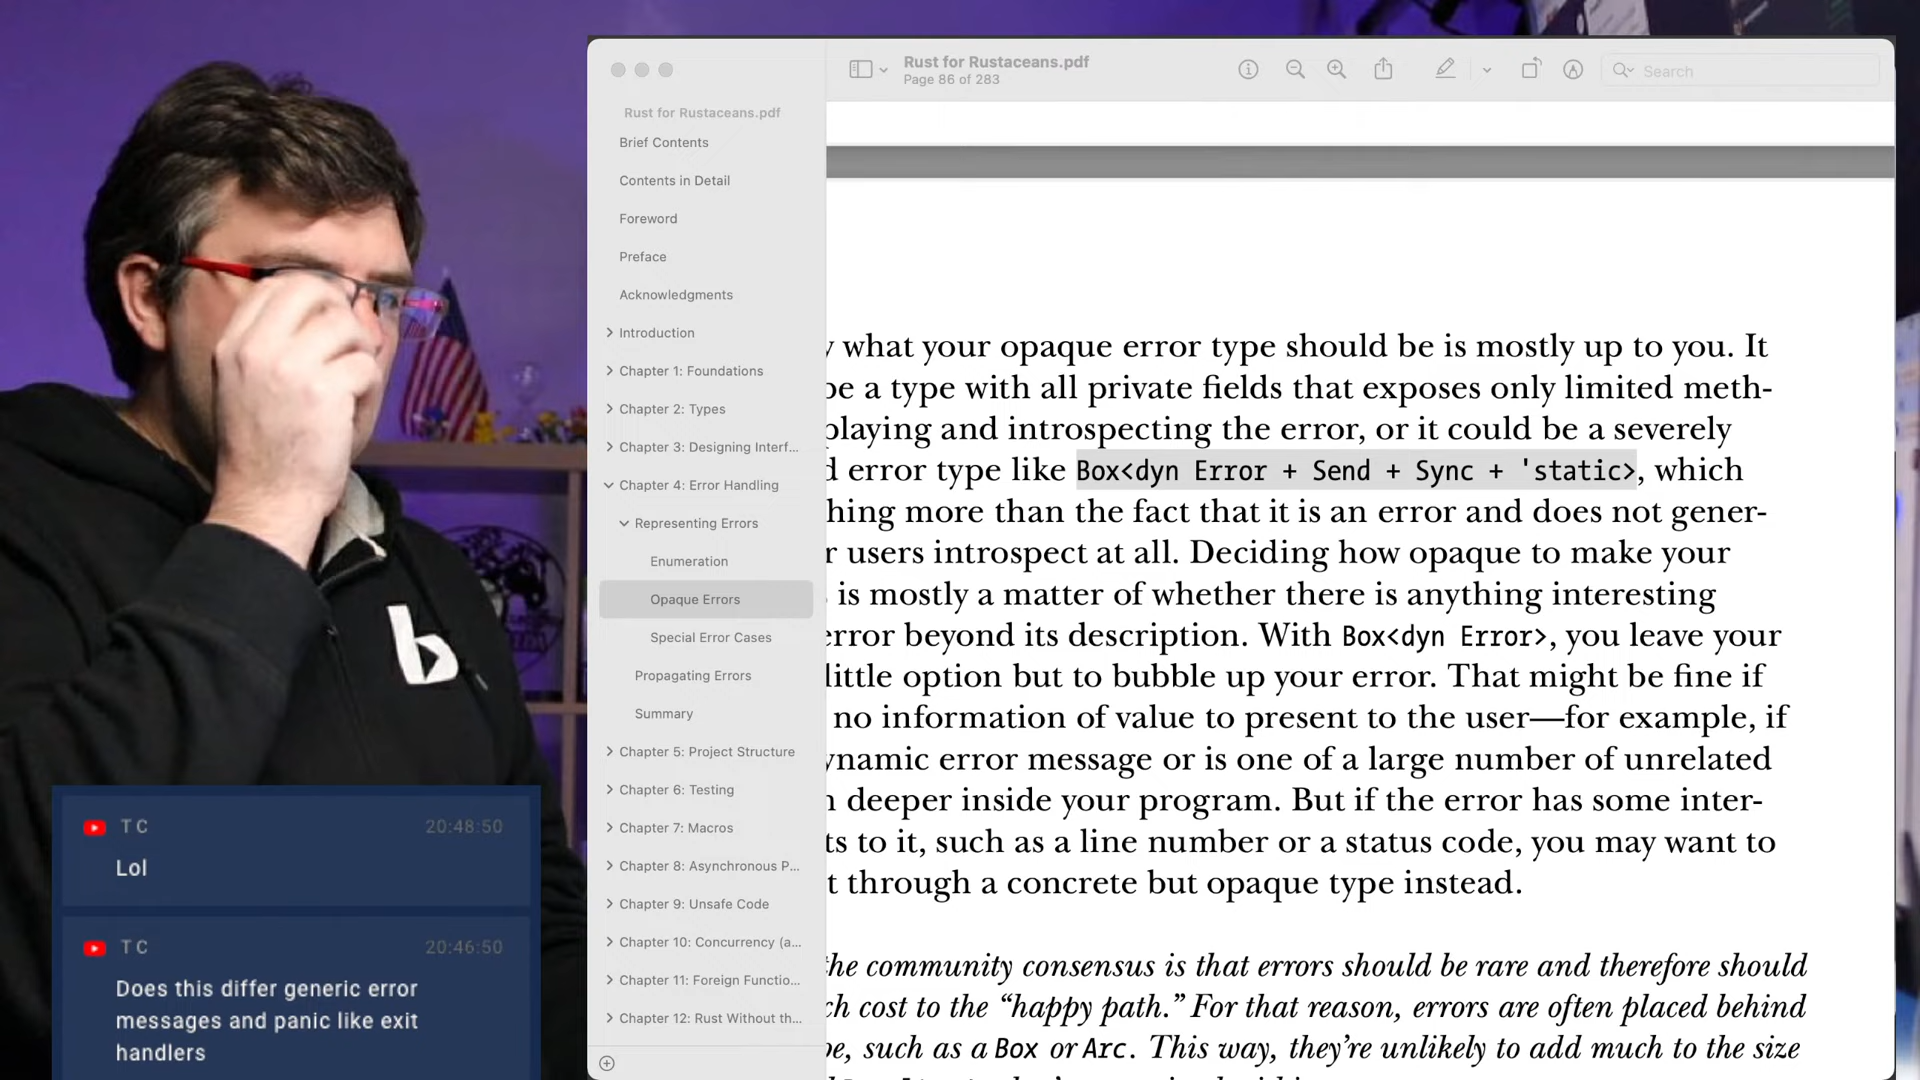 Rust for Rustaceans.pdf
Page 86 of 283
Search
Rust for Rustaceans.pdf
Brief Contents
Contents in Detail
Foreword
Preface
Acknowledgments
Introduction
Chapter 1: Foundations
Chapter 2: Types
Chapter 3: Designing Interf...
Chapter 4: Error Handling
Representing Errors
Enumeration
Opaque Errors
Special Error Cases
Propagating Errors
Summary
Chapter 5: Project Structure
Chapter 6: Testing
Chapter 7: Macros
Chapter 8: Asynchronous P...
Chapter 9: Unsafe Code
Chapter 10: Concurrency (a...
Chapter 11: Foreign Functio...
Chapter 12: Rust Without th...
y what your opaque error type should be is mostly up to you. It
be a type with all private fields that exposes only limited meth-
playing and introspecting the error, or it could be a severely
d error type like Box<dyn Error + Send + Sync + 'static>, which
hing more than the fact that it is an error and does not gener-
r users introspect at all. Deciding how opaque to make your
is mostly a matter of whether there is anything interesting
error beyond its description. With Box<dyn Error>, you leave your
little option but to bubble up your error. That might be fine if
no information of value to present to the user—for example, if
ynamic error message or is one of a large number of unrelated
n deeper inside your program. But if the error has some inter-
ts to it, such as a line number or a status code, you may want to
t through a concrete but opaque type instead.
the community consensus is that errors should be rare and therefore should
ch cost to the “happy path.” For that reason, errors are often placed behind
pe, such as a Box or Arc. This way, they’re unlikely to add much to the size
T C 20:48:50
Lol
T C 20:46:50
Does this differ generic error
messages and panic like exit
handlers
b